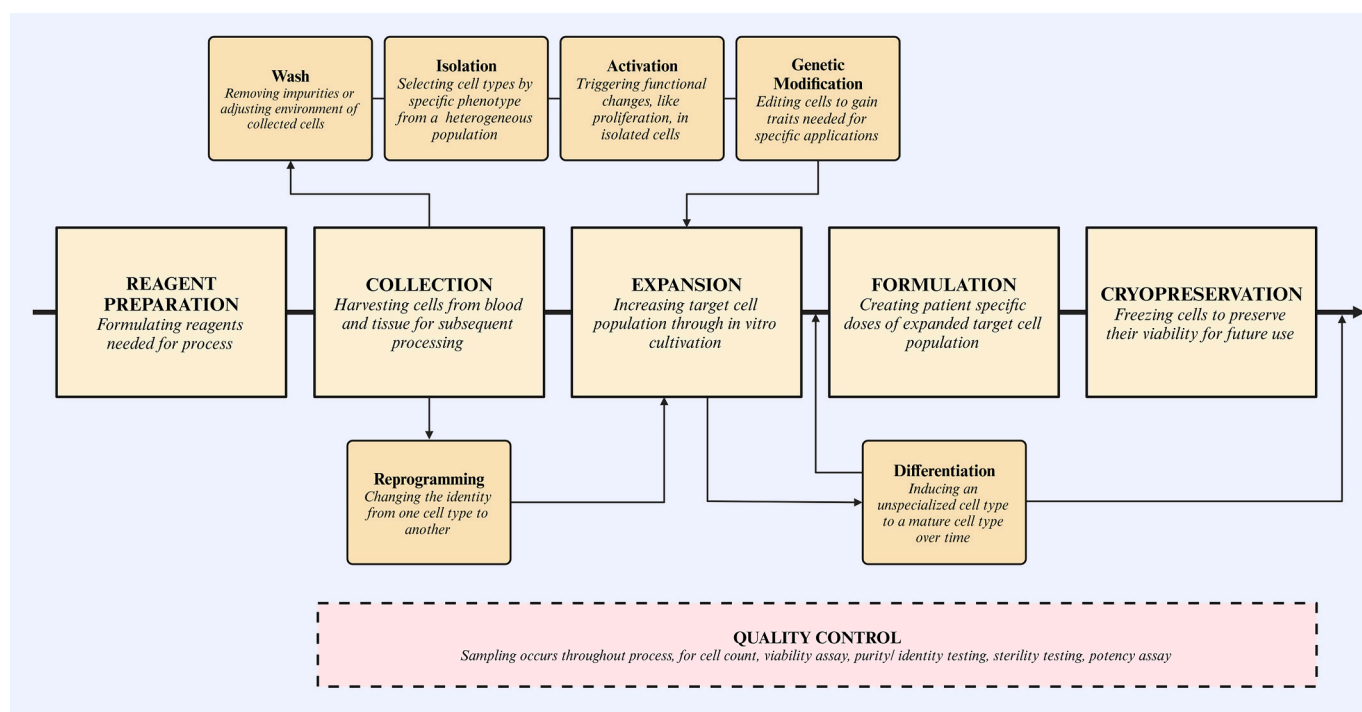 Wash
Removing impurities or
adjusting environment of
collected cells
Isolation
Selecting cell types by
specific phenotype
from a heterogeneous
population
Activation
Triggering functional
changes, like
proliferation, in
isolated cells
Genetic
Modification
Editing cells to gain
traits needed for
specific applications
REAGENT
PREPARATION
Formulating reagents
needed for process
COLLECTION
Harvesting cells from blood
and tissue for subsequent
processing
EXPANSION
Increasing target cell
population through in vitro
cultivation
FORMULATION
Creating patient specific
doses of expanded target cell
population
CRYOPRESERVATION
Freezing cells to preserve
their viability for future use
Reprogramming
Changing the identity
from one cell type to
another
Differentiation
Inducing an
unspecialized cell type
to a mature cell type
over time
QUALITY CONTROL
Sampling occurs throughout process, for cell count, viability assay, purity/ identity testing, sterility testing, potency assay